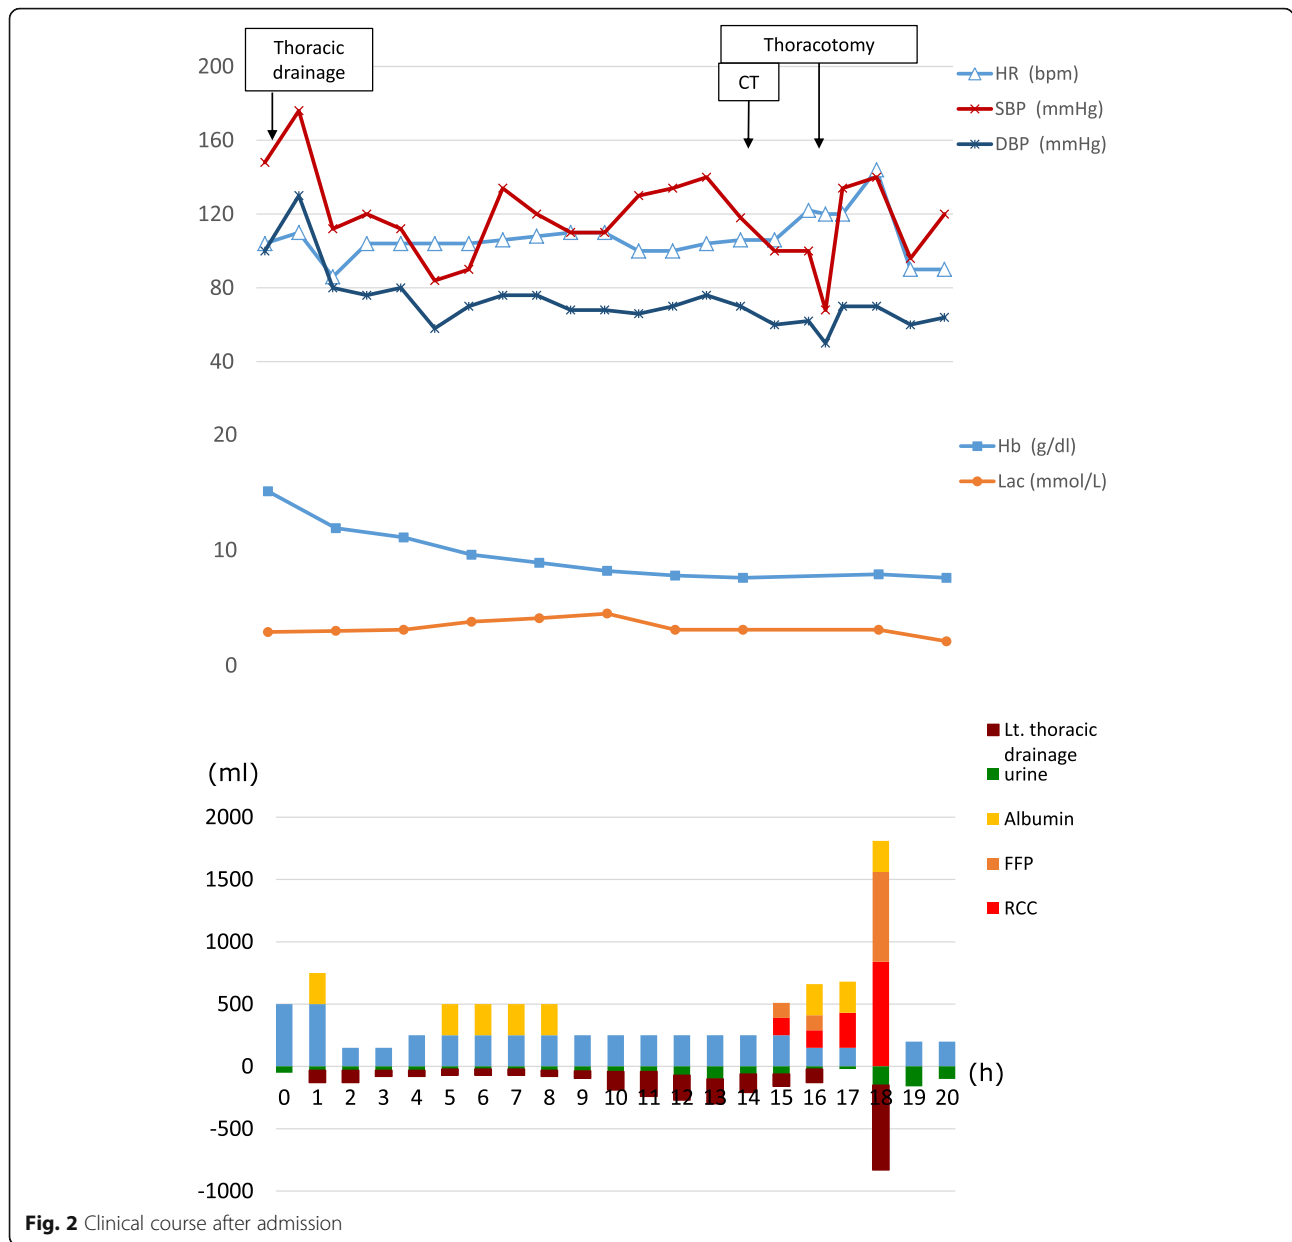 Thoracic
drainage
Thoracotomy
CT
200
160
120
80
40
HR (bpm)
SBP (mmHg)
DBP (mmHg)
20
10
0
Hb (g/dl)
Lac (mmol/L)
Lt. thoracic
drainage
urine
Albumin
FFP
RCC
(ml)
2000
1500
1000
500
0
-500
-1000
0 1 2 3 4 5 6 7 8 9 10 11 12 13 14 15 16 17 18 19 20
(h)
Fig. 2 Clinical course after admission